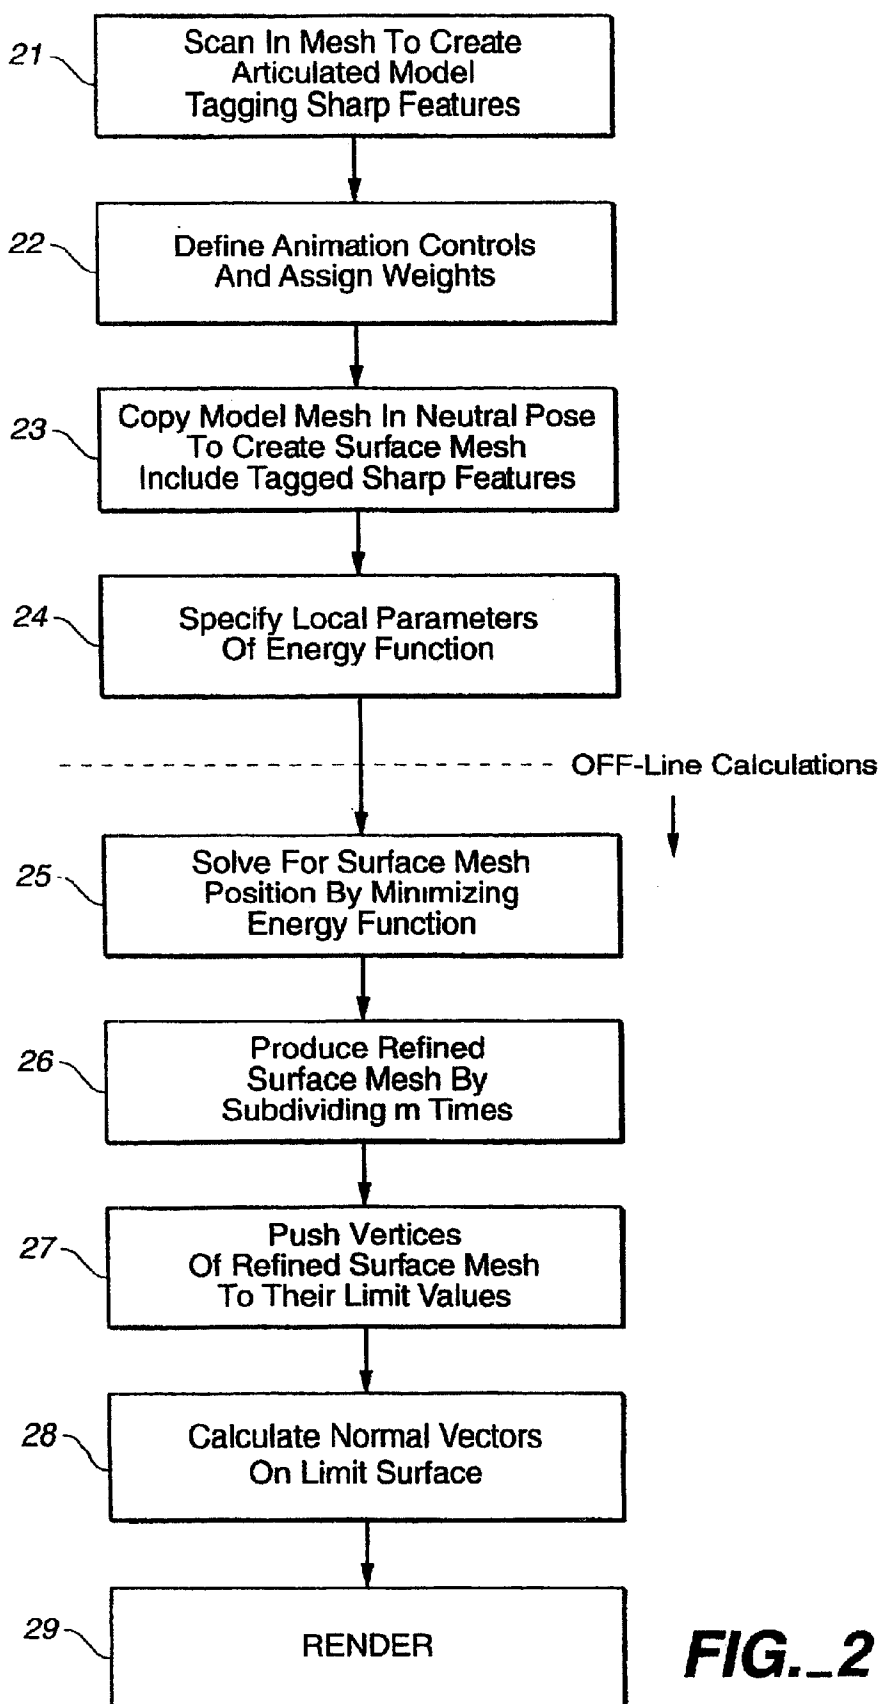 21
Scan In Mesh To Create
Articulated Model
Tagging Sharp Features
22
Define Animation Controls
And Assign Weights
23
Copy Model Mesh In Neutral Pose
To Create Surface Mesh
Include Tagged Sharp Features
24
Specify Local Parameters
Of Energy Function
OFF-Line Calculations
25
Solve For Surface Mesh
Position By Minimizing
Energy Function
26
Produce Refined
Surface Mesh By
Subdividing m Times
27
Push Vertices
Of Refined Surface Mesh
To Their Limit Values
28
Calculate Normal Vectors
On Limit Surface
29
RENDER
FIG._2